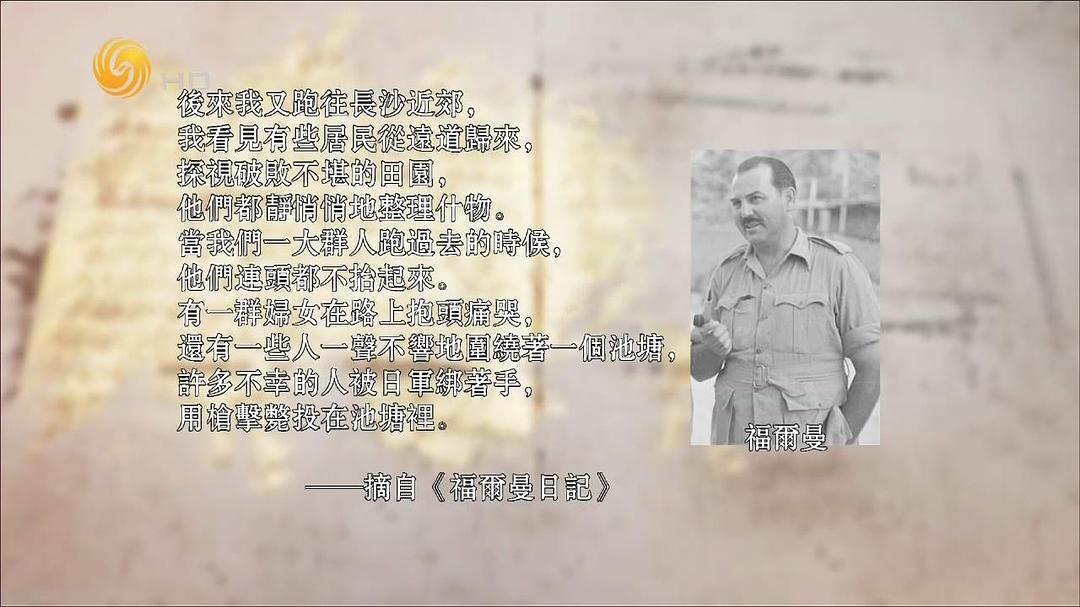 HD
後來我又跑往長沙近郊，
我看見有些居民從遠道歸來，
探視破敗不堪的田園，
他們都靜悄悄地整理什物。
當我們一大群人跑過去的時候，
他們連頭都不抬起來。
有一群婦女在路上抱頭痛哭，
還有一些人一聲不響地圍繞著一個池塘，
許多不幸的人被日軍綁著手，
用槍擊斃投在池塘裡。
福爾曼
——摘自《福爾曼日記》